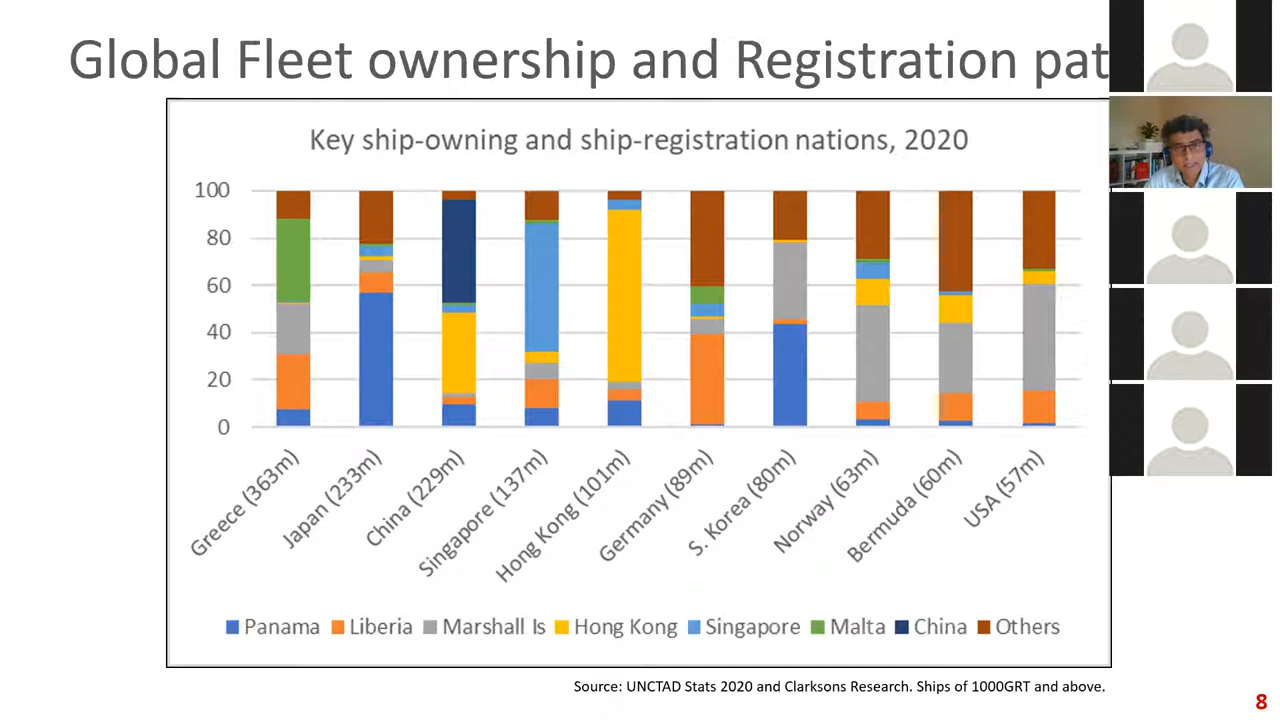 Global Fleet ownership and Registration pat
Key ship-owning and ship-registration nations, 2020
100
80
60
40
20
0
Greece (363m)
Japan (233m)
China (229m)
Singapore (137m)
Hong Kong (101m)
Germany (89m)
S. Korea (80m)
Norway (63m)
Bermuda (60m)
USA (57m)
Panama Liberia Marshall Is Hong Kong Singapore Malta China Others
Source: UNCTAD Stats 2020 and Clarksons Research. Ships of 1000GRT and above.
8